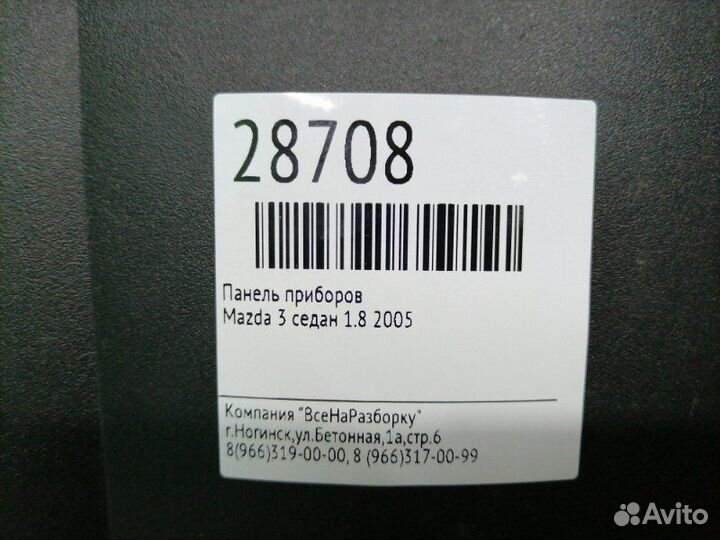 28708
Панель приборов
Mazda 3 седан 1.8 2005
Компания "ВсеНаРазборку"
г.Ногинск,ул.Бетонная,1а,стр.6
8(966)319-00-00, 8 (966)317-00-99
Avito